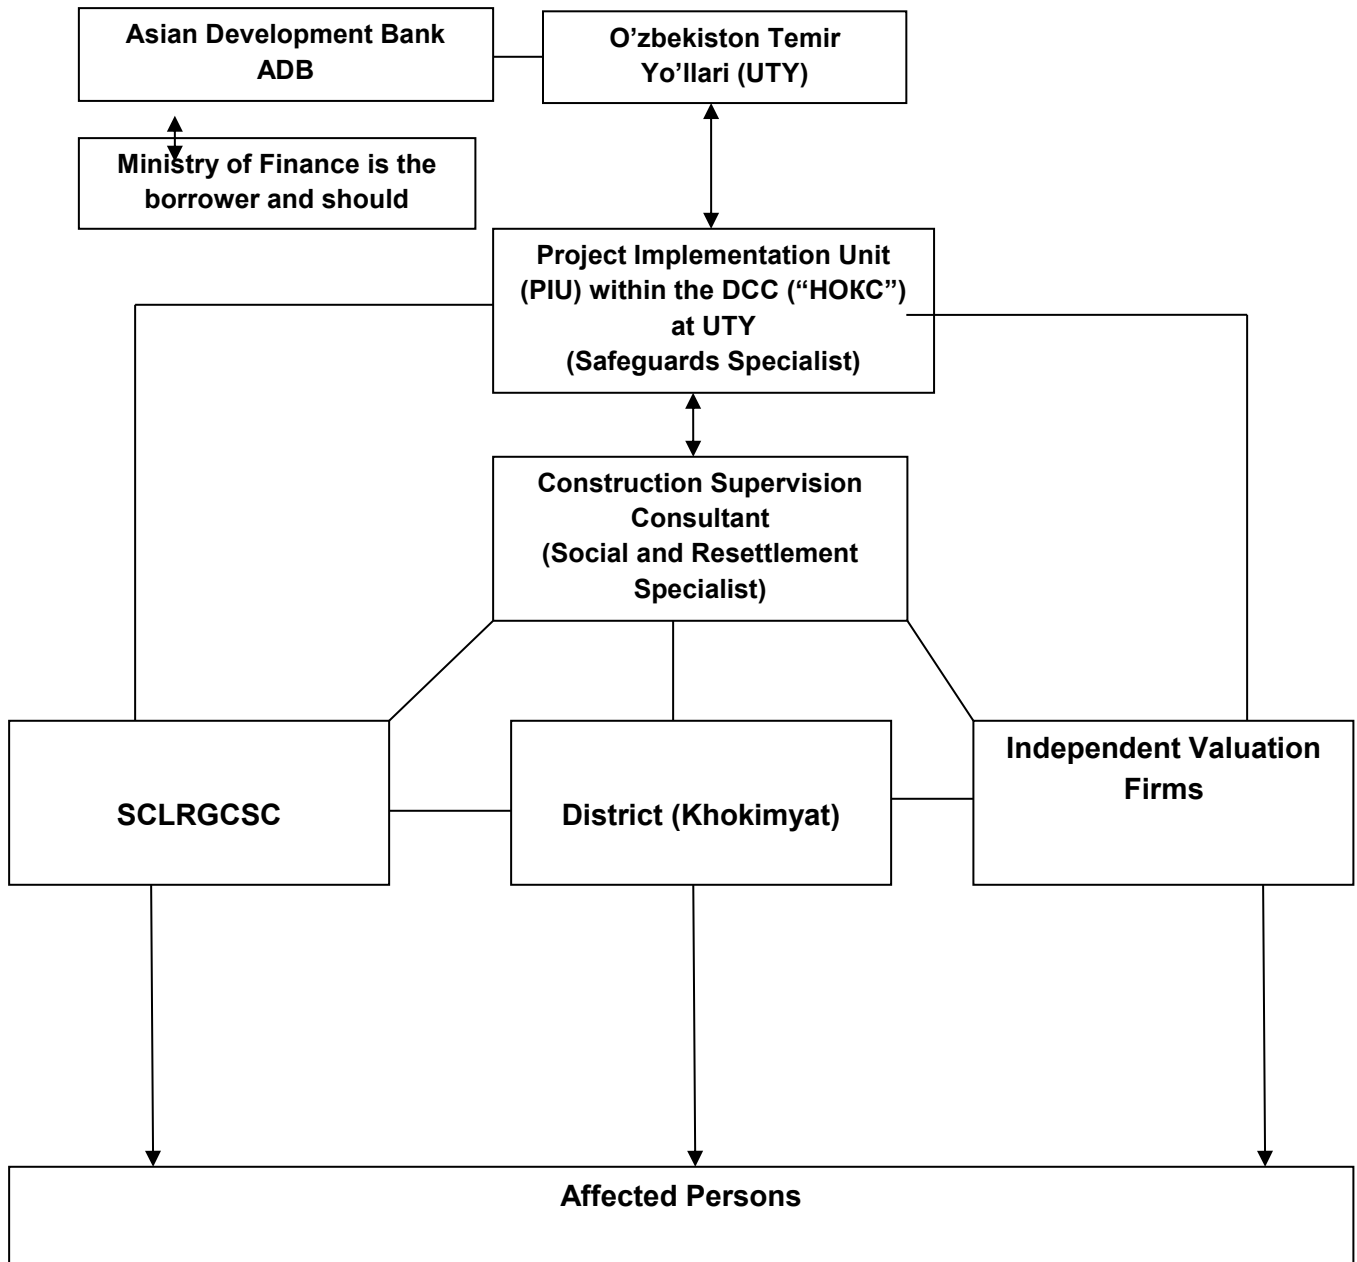 Asian Development Bank
ADB
O’zbekiston Temir
Yo’llari (UTY)
Ministry of Finance is the
borrower and should
Project Implementation Unit
(PIU) within the DCC (“НОКС”)
at UTY
(Safeguards Specialist)
Construction Supervision
Consultant
(Social and Resettlement
Specialist)
SCLRGCSC
District (Khokimyat)
Independent Valuation
Firms
Affected Persons